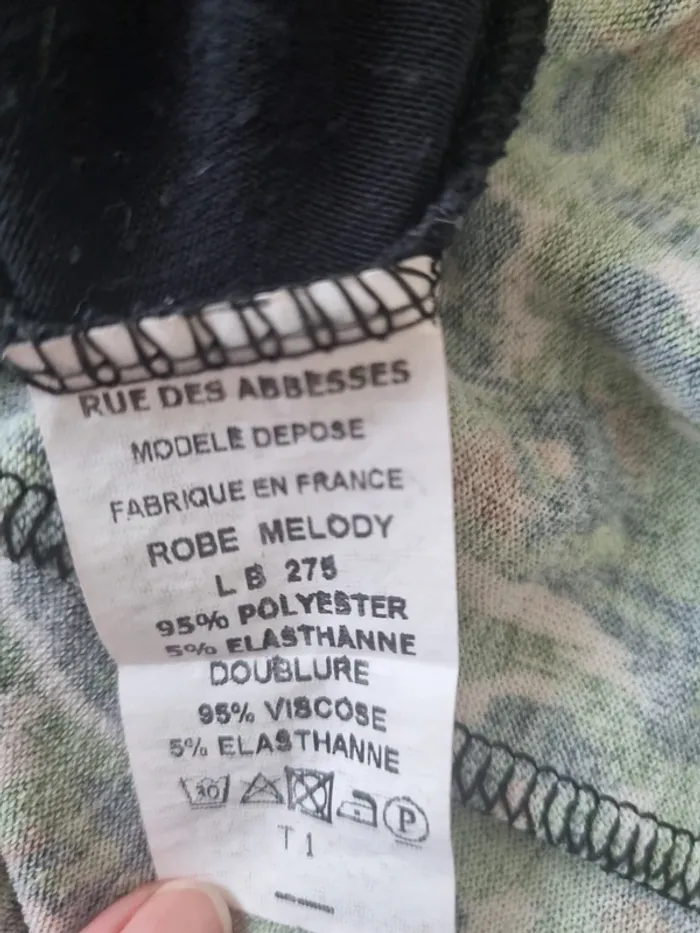 RUE DES ABBESSES
MODELE DEPOSE
FABRIQUE EN FRANCE
ROBE MELODY
L B 275
95% POLYESTER
5% ELASTHANNE
DOUBLURE
95% VISCOSE
5% ELASTHANNE
30 P
T 1